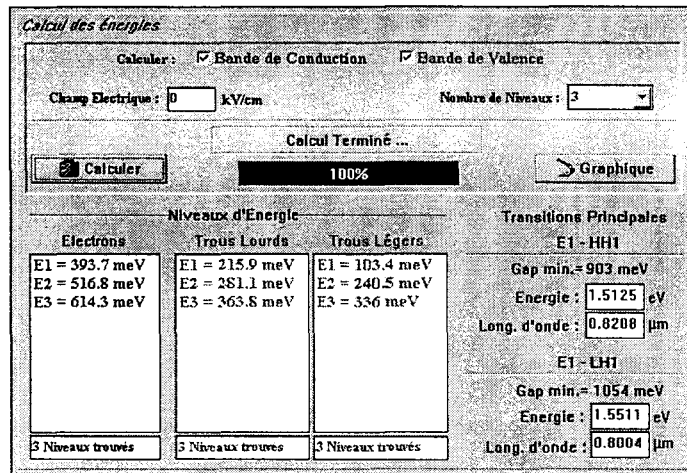 Calcul des énergies
Calculer : Bande de Conduction Bande de Valence
Champ Electrique : 0 kV/cm Nombre de Niveaux : 3
Calcul Terminé ...
Calculer 100% Graphique
Niveaux d'Energie
Electrons Trous Lourds Trous Légers
E1 = 393.7 meV E1 = 215.9 meV E1 = 103.4 meV
E2 = 516.8 meV E2 = 281.1 meV E2 = 240.5 meV
E3 = 614.3 meV E3 = 363.8 meV E3 = 336 meV
3 Niveaux trouvés 3 Niveaux trouvés 3 Niveaux trouvés
Transitions Principales
E1 - HH1
Gap min.= 903 meV
Energie : 1.5125 eV
Long. d'onde : 0.8208 µm
E1 - LH1
Gap min.= 1054 meV
Energie : 1.5511 eV
Long. d'onde : 0.8004 µm